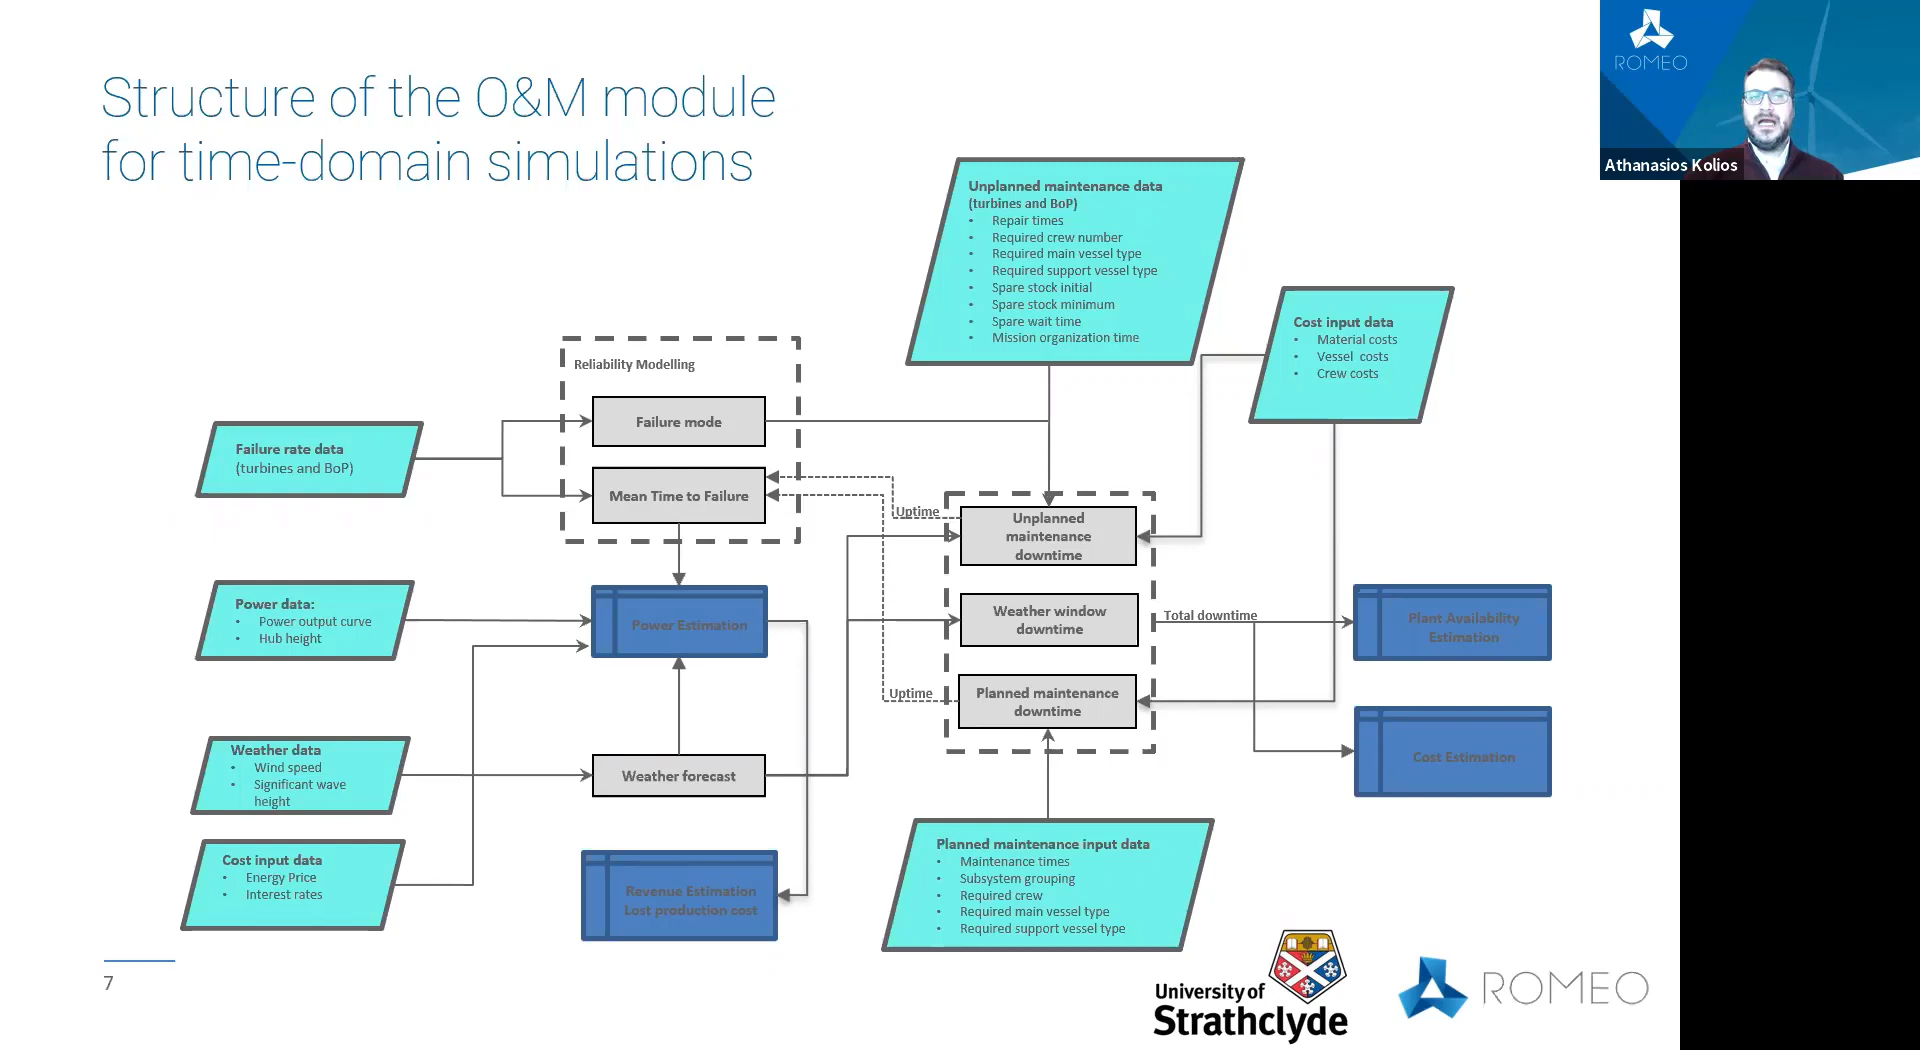 Structure of the O&M module
for time-domain simulations
ROMEO
Athanasios Kolios
Unplanned maintenance data
(turbines and BoP)
• Repair times
• Required crew number
• Required main vessel type
• Required support vessel type
• Spare stock initial
• Spare stock minimum
• Spare wait time
• Mission organization time
Cost input data
• Material costs
• Vessel costs
• Crew costs
Reliability Modelling
Failure mode
Mean Time to Failure
Failure rate data
(turbines and BoP)
Uptime
Unplanned
maintenance
downtime
Weather window
downtime
Uptime
Planned maintenance
downtime
Total downtime
Plant Availability
Estimation
Cost Estimation
Power data:
• Power output curve
• Hub height
Power Estimation
Weather data
• Wind speed
• Significant wave
height
Weather forecast
Cost input data
• Energy Price
• Interest rates
Revenue Estimation
Lost production cost
Planned maintenance input data
• Maintenance times
• Subsystem grouping
• Required crew
• Required main vessel type
• Required support vessel type
7
University of
Strathclyde
ROMEO